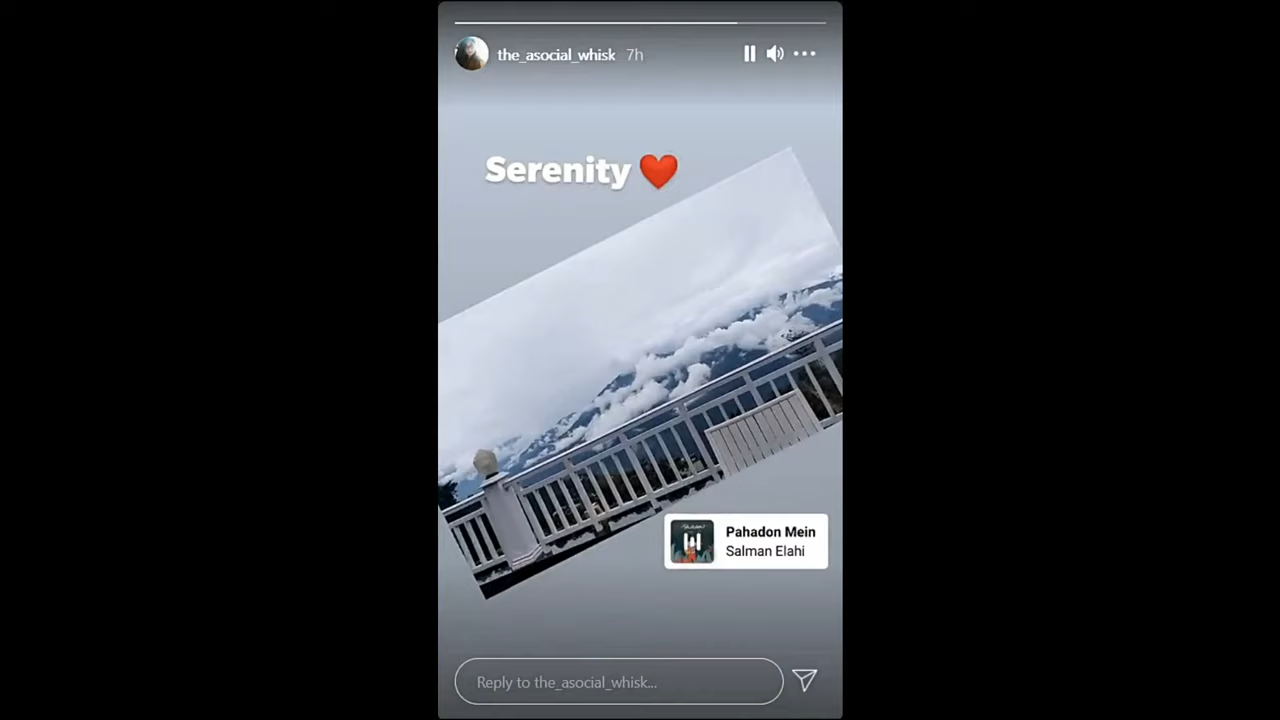 the_asocial_whisk 7h
Serenity ❤️
Pahadon Mein
Salman Elahi
Reply to the_asocial_whisk...